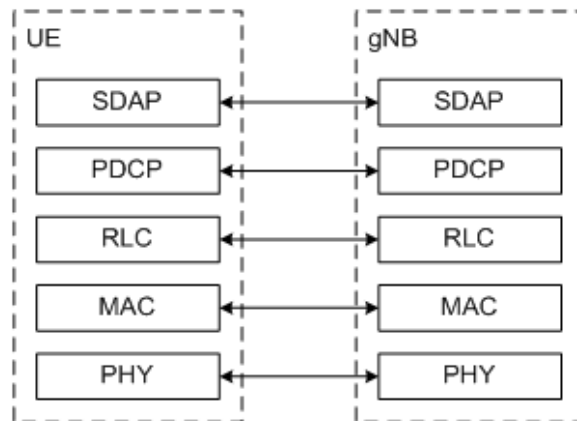 UE gNB
SDAP SDAP
PDCP PDCP
RLC RLC
MAC MAC
PHY PHY